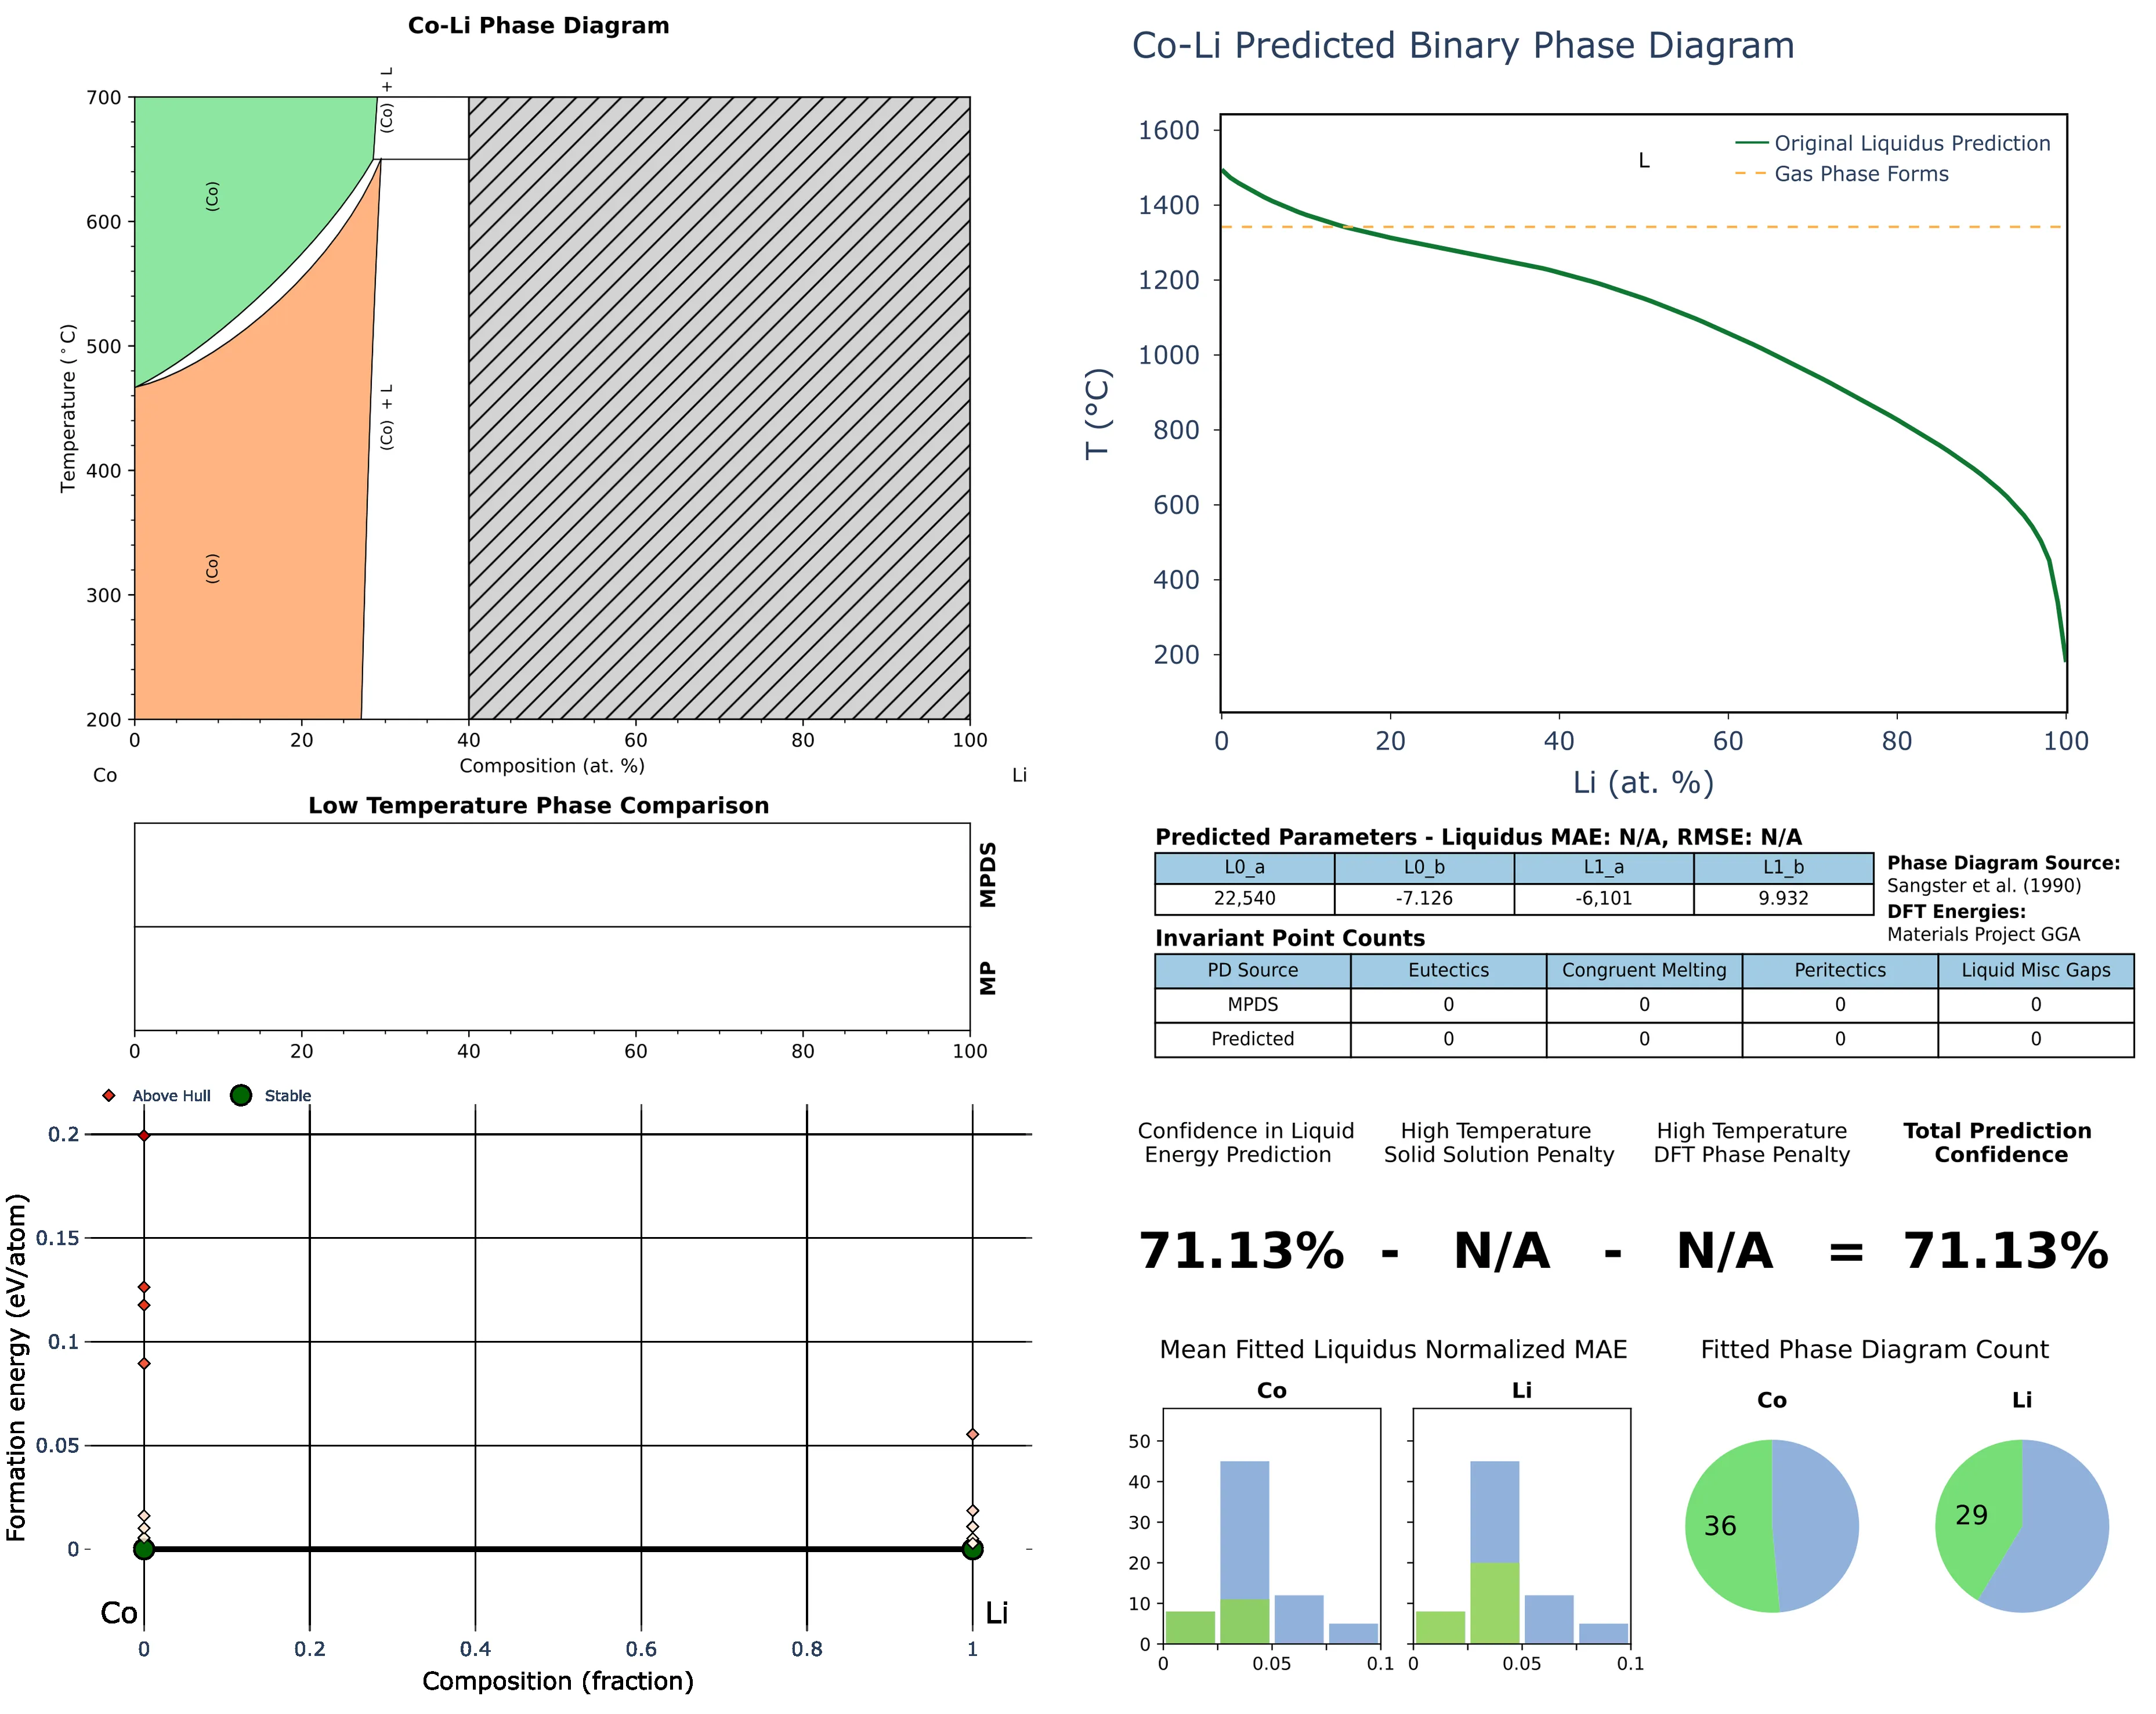 Co-Li Phase Diagram
700
600
500
400
300
200
Temperature (°C)
(Co)
(Co)
(Co) + L
(Co) + L
0 20 40 60 80 100
Composition (at. %)
Co Li
Low Temperature Phase Comparison
MPDS
MP
0 20 40 60 80 100
Above Hull Stable
0.2
0.15
0.1
0.05
0
Formation energy (eV/atom)
Co Li
0 0.2 0.4 0.6 0.8 1
Composition (fraction)
Co-Li Predicted Binary Phase Diagram
1600
1400
1200
1000
800
600
400
200
T (°C)
L
Original Liquidus Prediction
Gas Phase Forms
0 20 40 60 80 100
Li (at. %)
Predicted Parameters - Liquidus MAE: N/A, RMSE: N/A
L0_a L0_b L1_a L1_b
22,540 -7.126 -6,101 9.932
Phase Diagram Source:
Sangster et al. (1990)
DFT Energies:
Materials Project GGA
Invariant Point Counts
PD Source Eutectics Congruent Melting Peritectics Liquid Misc Gaps
MPDS 0 0 0 0
Predicted 0 0 0 0
Confidence in Liquid
Energy Prediction
High Temperature
Solid Solution Penalty
High Temperature
DFT Phase Penalty
Total Prediction
Confidence
71.13% - N/A - N/A = 71.13%
Mean Fitted Liquidus Normalized MAE
Co Li
50
40
30
20
10
0
0 0.05 0.1 0 0.05 0.1
Fitted Phase Diagram Count
Co Li
36 29